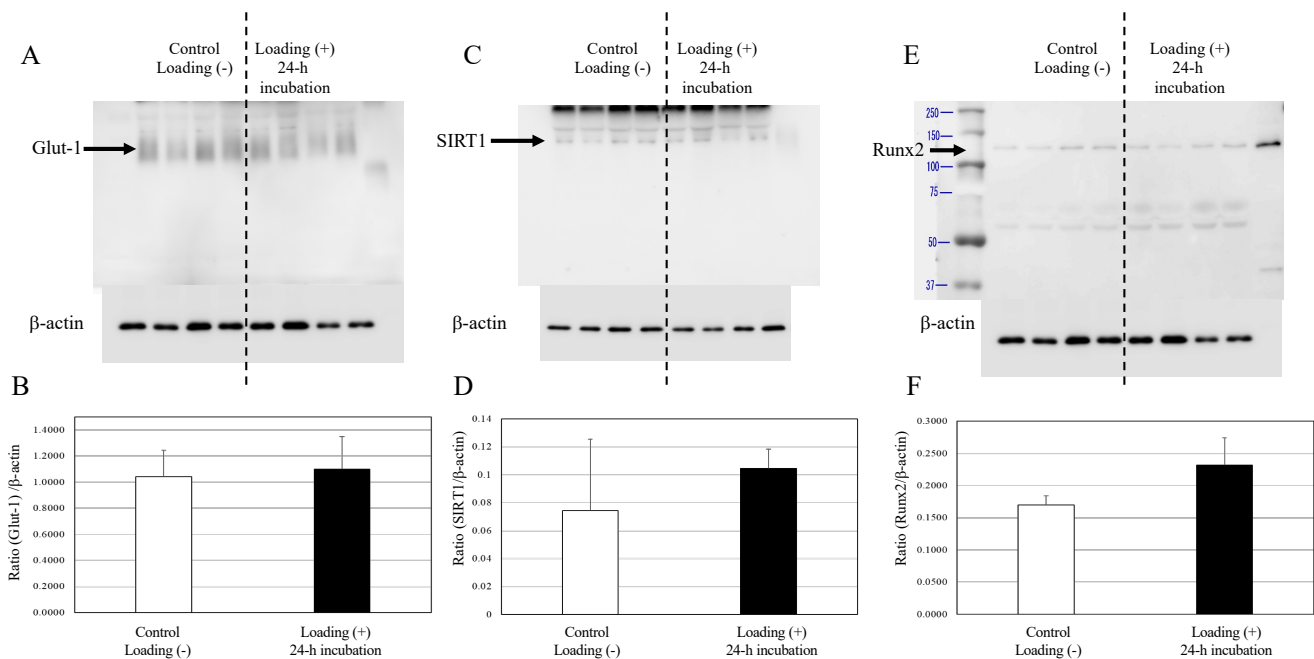 A
Control
Loading (-)
Loading (+)
24-h
incubation
Glut-1
β-actin
B
Ratio (Glut-1) /β-actin
1.4000
1.2000
1.0000
0.8000
0.6000
0.4000
0.2000
0.0000
Control
Loading (-)
Loading (+)
24-h incubation
C
Control
Loading (-)
Loading (+)
24-h
incubation
SIRT1
β-actin
D
Ratio (SIRT1/β-actin)
0.14
0.12
0.1
0.08
0.06
0.04
0.02
0
Control
Loading (-)
Loading (+)
24-h incubation
E
Control
Loading (-)
Loading (+)
24-h
incubation
250
150
Runx2
100
75
50
37
β-actin
F
Ratio (Runx2/β-actin)
0.3000
0.2500
0.2000
0.1500
0.1000
0.0500
0.0000
Control
Loading (-)
Loading (+)
24-h incubation